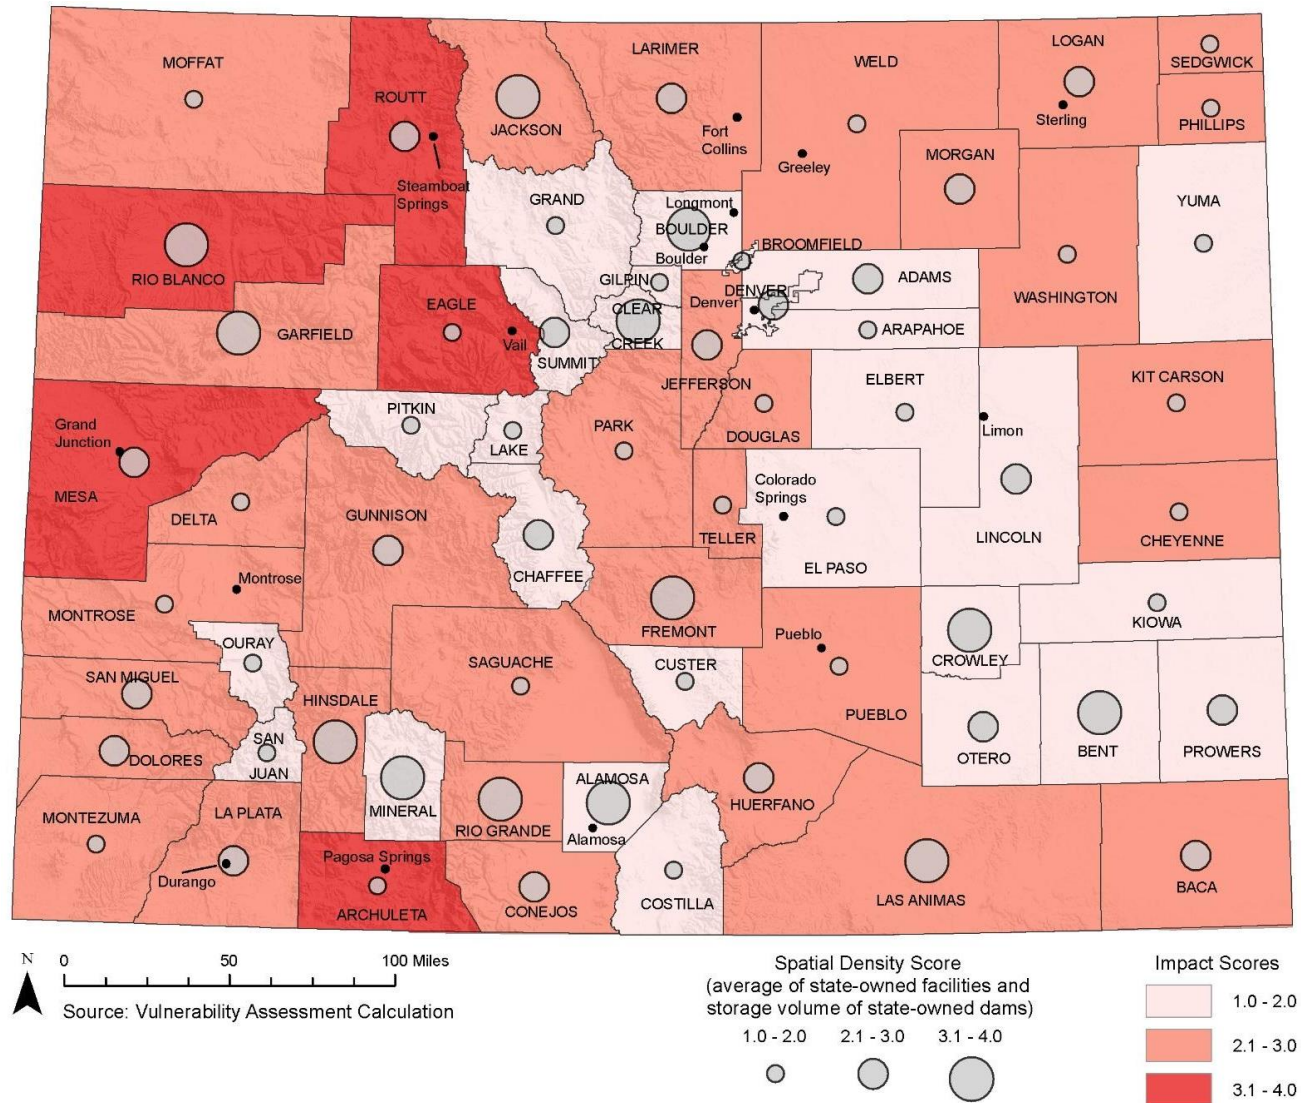 MOFFAT
ROUTT
Steamboat
Springs
JACKSON
LARIMER
Fort
Collins
WELD
Greeley
LOGAN
Sterling
SEDGWICK
PHILLIPS
MORGAN
WASHINGTON
YUMA
RIO BLANCO
GRAND
Longmont
BOULDER
Boulder
BROOMFIELD
GILPIN
ADAMS
DENVER
Denver
CLEAR
CREEK
ARAPAHOE
GARFIELD
EAGLE
Vail
SUMMIT
JEFFERSON
ELBERT
Limon
KIT CARSON
PITKIN
LAKE
PARK
DOUGLAS
Grand
Junction
MESA
DELTA
GUNNISON
CHAFFEE
TELLER
Colorado
Springs
EL PASO
LINCOLN
CHEYENNE
MONTROSE
Montrose
OURAY
SAGUACHE
FREMONT
CUSTER
Pueblo
PUEBLO
CROWLEY
KIOWA
SAN MIGUEL
HINSDALE
DOLORES
SAN
JUAN
OTERO
BENT
PROWERS
MONTEZUMA
LA PLATA
Durango
MINERAL
RIO GRANDE
ALAMOSA
Alamosa
HUERFANO
Pagosa Springs
ARCHULETA
CONEJOS
COSTILLA
LAS ANIMAS
BACA
N
0 50 100 Miles
Source: Vulnerability Assessment Calculation
Spatial Density Score
(average of state-owned facilities and
storage volume of state-owned dams)
1.0 - 2.0 2.1 - 3.0 3.1 - 4.0
Impact Scores
1.0 - 2.0
2.1 - 3.0
3.1 - 4.0